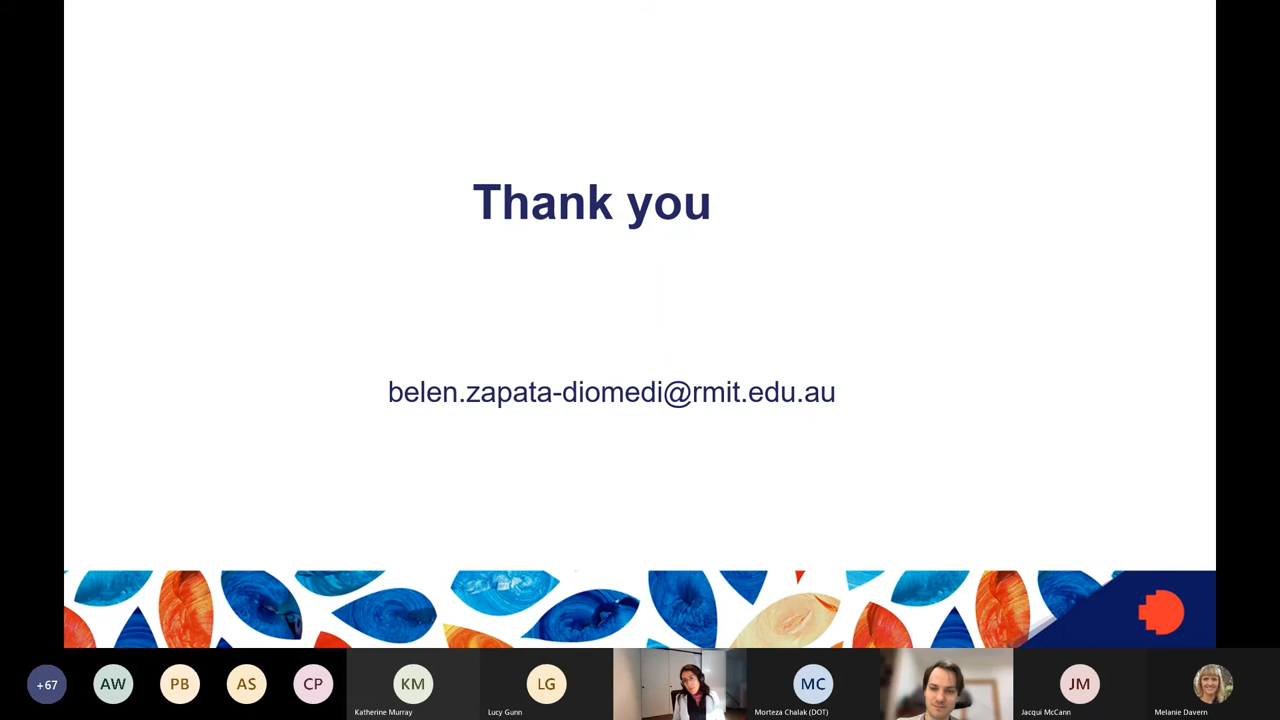 Thank you
belen.zapata-diomedi@rmit.edu.au
+67
AW
PB
AS
CP
KM
LG
MC
JM
Katherine Murray
Lucy Gunn
Morteza Chalak (DOT)
Jacqui McCann
Melanie Davern